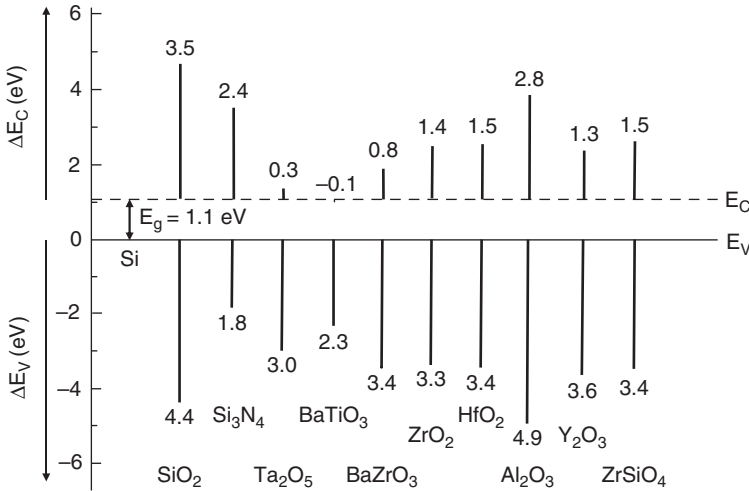 6
3.5
2.8
2.4
4
ΔE_C (eV)
1.4
1.5
1.3
1.5
2
0.8
0.3
–0.1
E_C
E_g = 1.1 eV
0
E_V
Si
–2
1.8
2.3
3.0
3.4
3.3
3.4
3.6
3.4
ΔE_V (eV)
–4
4.4
Si₃N₄
BaTiO₃
HfO₂
ZrO₂
4.9
Y₂O₃
–6
SiO₂
Ta₂O₅
BaZrO₃
Al₂O₃
ZrSiO₄